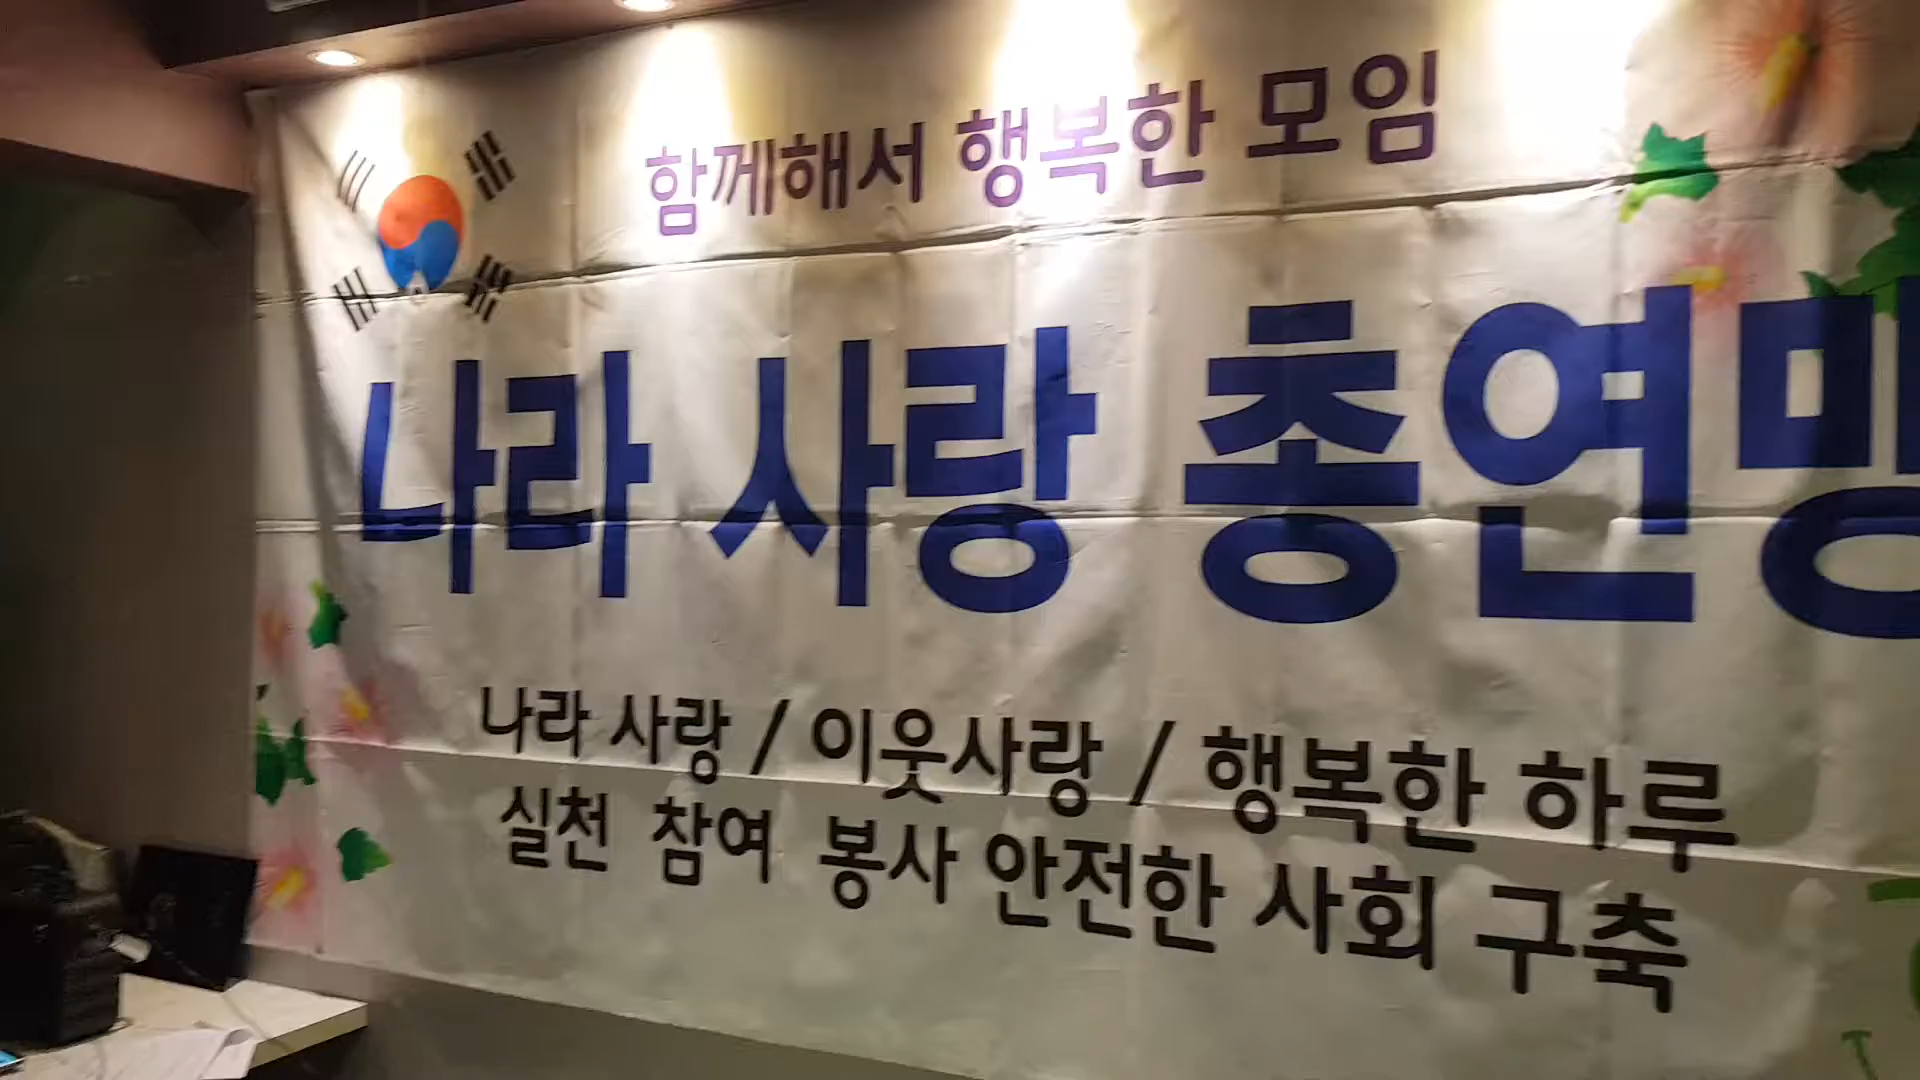 함께해서 행복한 모임
나라 사랑 총연맹
나라 사랑 / 이웃사랑 / 행복한 하루
실천 참여 봉사 안전한 사회 구축